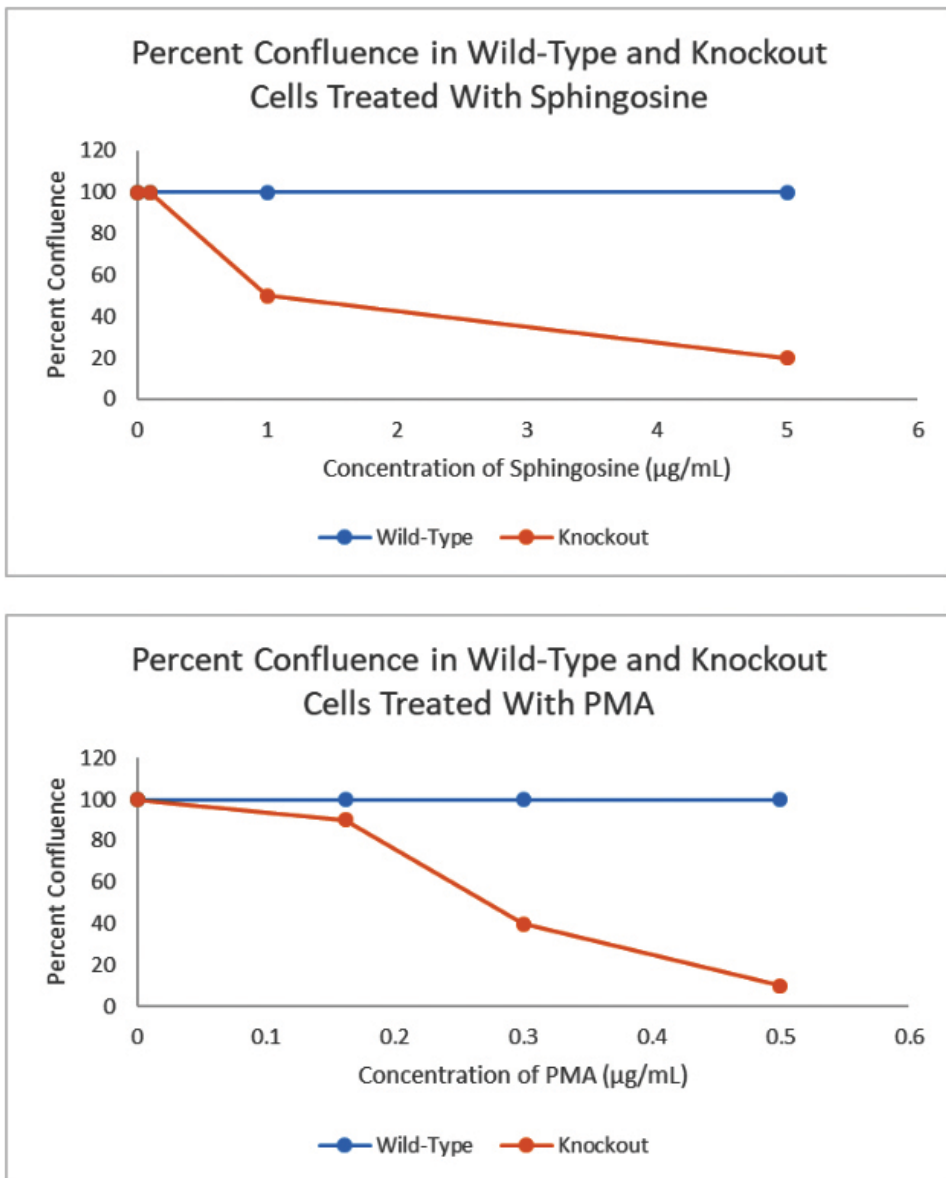 Percent Confluence in Wild-Type and Knockout
Cells Treated With Sphingosine
120
100
80
60
40
20
0
Percent Confluence
0 1 2 3 4 5 6
Concentration of Sphingosine (µg/mL)
Wild-Type Knockout
Percent Confluence in Wild-Type and Knockout
Cells Treated With PMA
120
100
80
60
40
20
0
Percent Confluence
0 0.1 0.2 0.3 0.4 0.5 0.6
Concentration of PMA (µg/mL)
Wild-Type Knockout